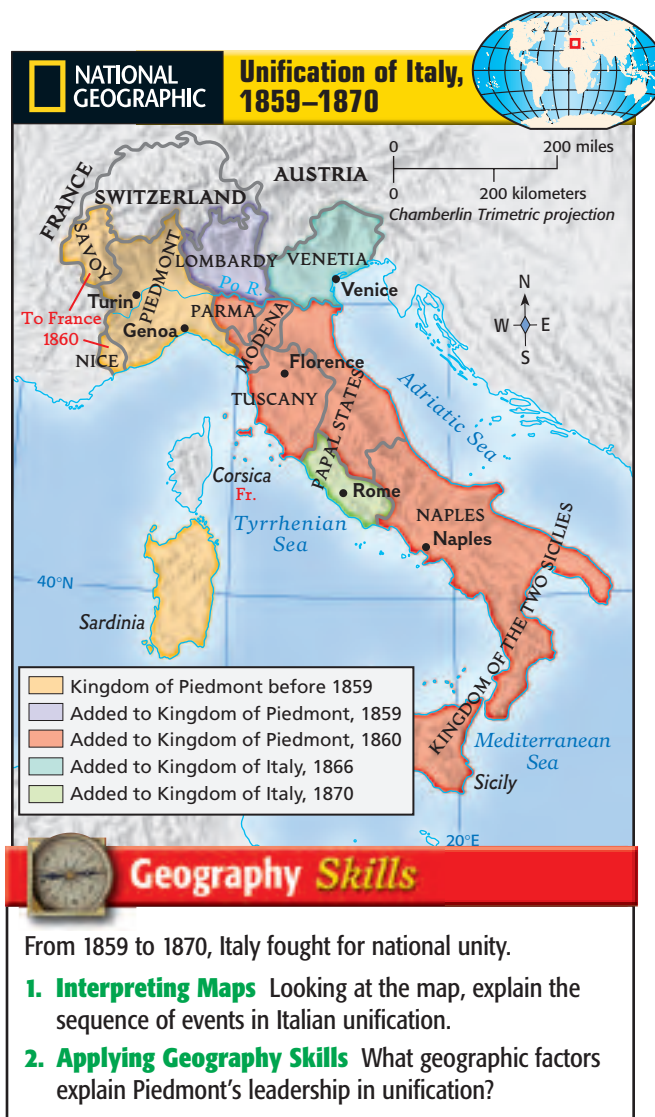 NATIONAL
GEOGRAPHIC
Unification of Italy,
1859–1870
0 200 miles
0 200 kilometers
Chamberlin Trimetric projection
FRANCE
SWITZERLAND
AUSTRIA
SAVOY
PIEDMONT
LOMBARDY
VENETIA
Po R.
Venice
Turin
To France
1860
Genoa
PARMA
MODENA
NICE
Florence
TUSCANY
PAPAL STATES
Adriatic Sea
N
W E
S
Corsica
Fr.
Rome
Tyrrhenian
Sea
NAPLES
Naples
KINGDOM OF THE TWO SICILIES
40°N
Sardinia
Kingdom of Piedmont before 1859
Added to Kingdom of Piedmont, 1859
Added to Kingdom of Piedmont, 1860
Added to Kingdom of Italy, 1866
Added to Kingdom of Italy, 1870
Mediterranean
Sea
Sicily
20°E
Geography Skills
From 1859 to 1870, Italy fought for national unity.
1. Interpreting Maps Looking at the map, explain the
sequence of events in Italian unification.
2. Applying Geography Skills What geographic factors
explain Piedmont's leadership in unification?